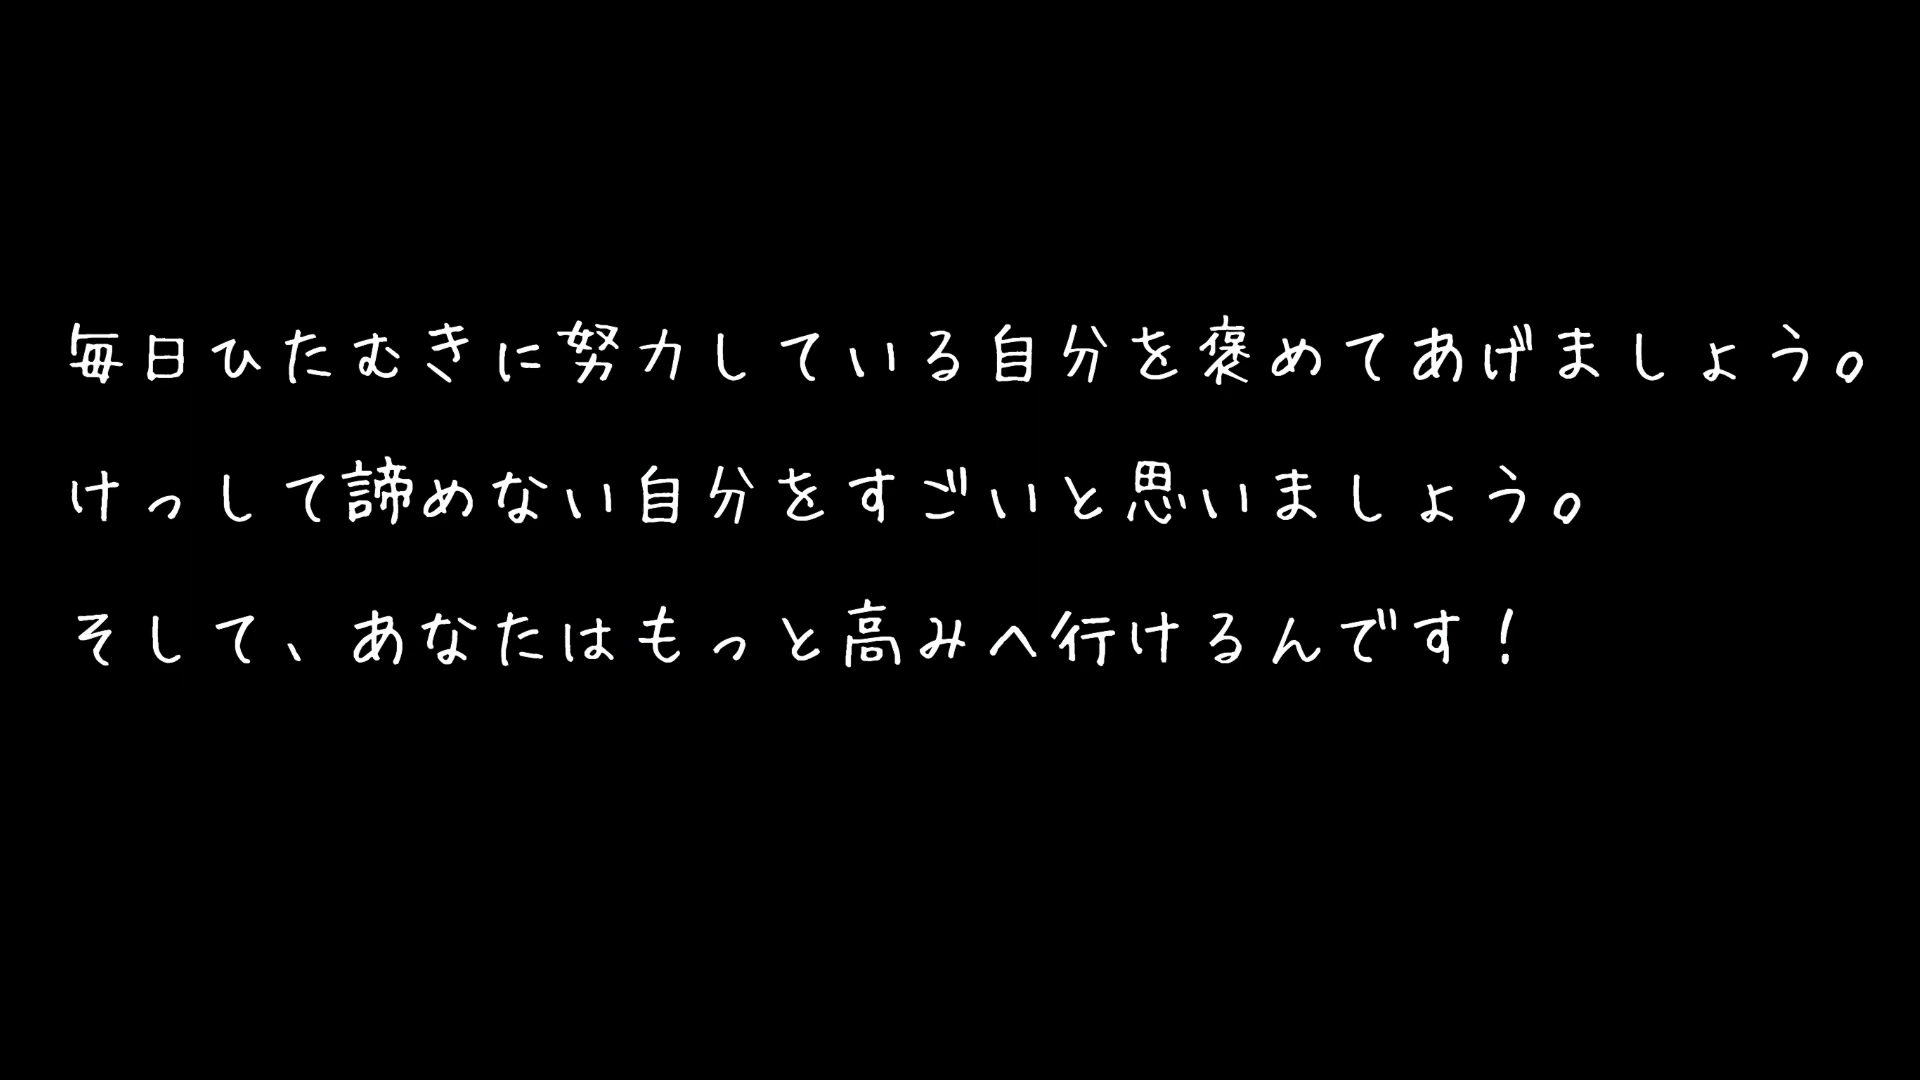 毎日ひたむきに努力している自分を褒めてあげましょう。
けっして諦めない自分をすごいと思いましょう。
そして、あなたはもっと高みへ行けるんです！